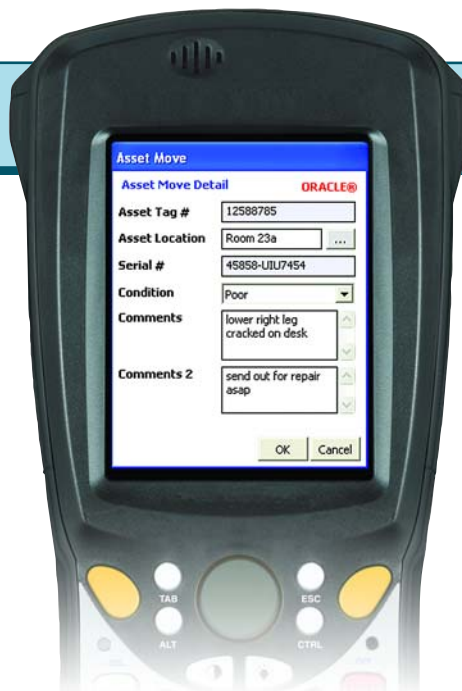 Asset Move
Asset Move Detail ORACLE®
Asset Tag # 12588785
Asset Location Room 23a ...
Serial # 45858-UIU7454
Condition Poor
Comments lower right leg
cracked on desk
Comments 2 send out for repair
asap
OK Cancel
TAB ESC
ALT CTRL